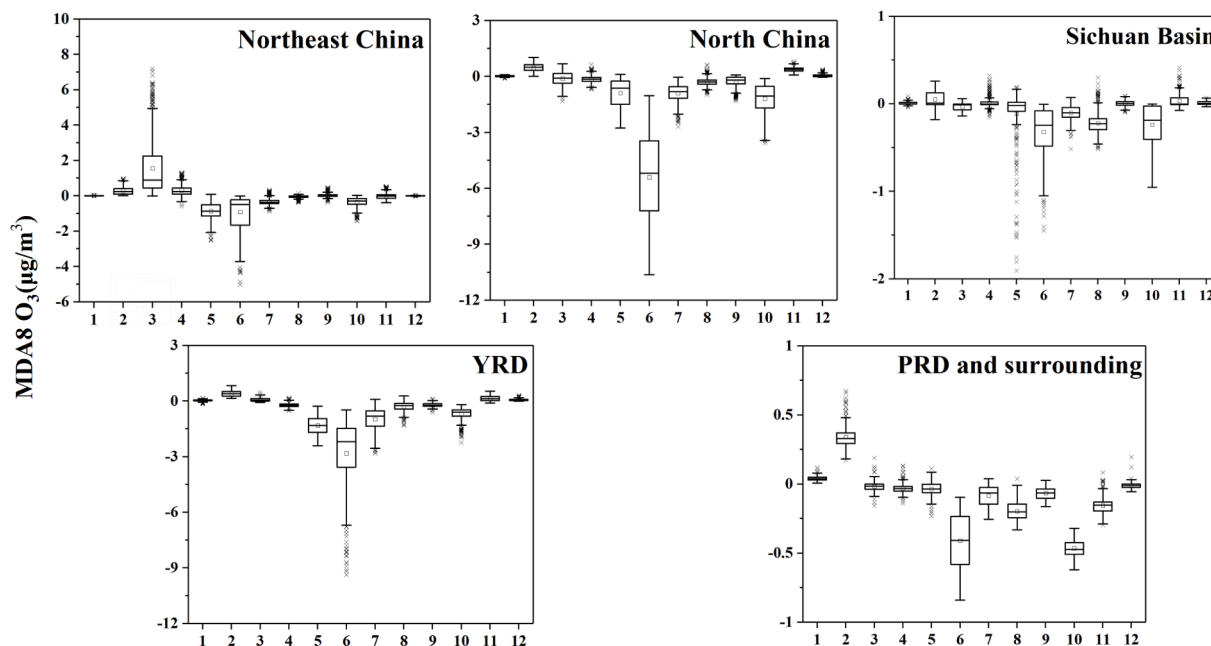 MDA8 O₃(μg/m³)
Northeast China
10
8
6
4
2
0
-2
-4
-6
1 2 3 4 5 6 7 8 9 10 11 12
North China
3
0
-3
-6
-9
-12
1 2 3 4 5 6 7 8 9 10 11 12
Sichuan Basin
1
0
-1
-2
1 2 3 4 5 6 7 8 9 10 11 12
YRD
3
0
-3
-6
-9
-12
1 2 3 4 5 6 7 8 9 10 11 12
PRD and surrounding
1
0.5
0
-0.5
-1
1 2 3 4 5 6 7 8 9 10 11 12